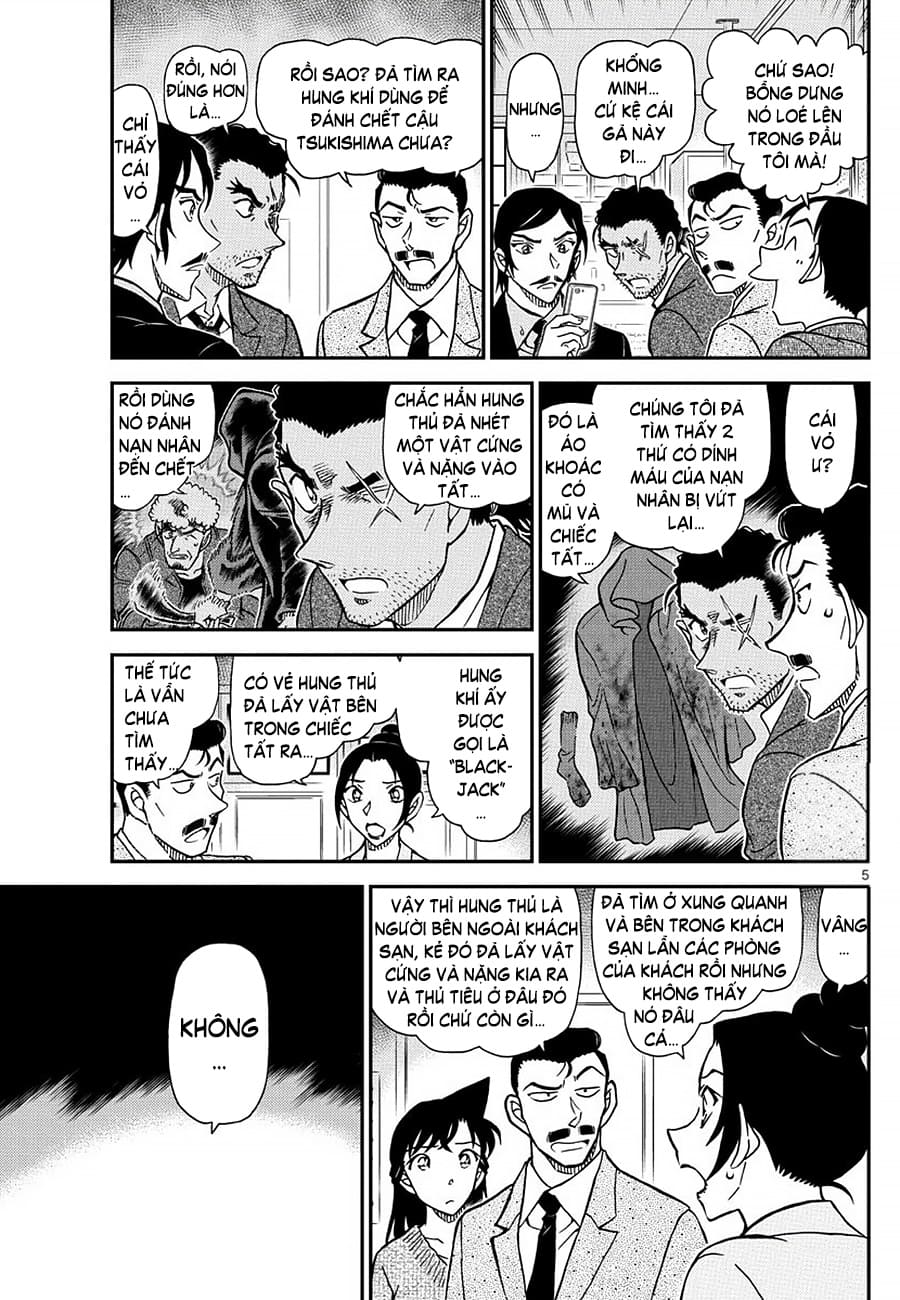 CHỨ SAO!
BỖNG DƯNG
NÓ LOÉ LÊN
TRONG ĐẦU
TÔI MÀ!
KHỔNG
MINH...
CỨ KỆ CÁI
GÃ NÀY
ĐI...
NHƯNG
...
RỒI SAO? ĐÃ TÌM RA
HUNG KHÍ DÙNG ĐỂ
ĐÁNH CHẾT CẬU
TSUKISHIMA CHƯA?
RỒI, NÓI
ĐÚNG HƠN
LÀ...
CHỈ
THẤY
CÁI VỎ
...
CÁI
VỎ Ư?
CHÚNG TÔI ĐÃ
TÌM THẤY 2
THỨ CÓ DÍNH
MÁU CỦA NẠN
NHÂN BỊ VỨT
LẠI...
ĐÓ LÀ
ÁO
KHOÁC
CÓ
MŨ VÀ
CHIẾC
TẤT...
CHẮC HẲN HUNG
THỦ ĐÃ NHÉT
MỘT VẬT CỨNG
VÀ NẶNG VÀO
TẤT...
RỒI DÙNG
NÓ ĐÁNH
NẠN NHÂN
ĐẾN CHẾT
...
HUNG
KHÍ ẤY
ĐƯỢC
GỌI LÀ
“BLACK-
JACK”
...
CÓ VẺ HUNG THỦ
ĐÃ LẤY VẬT BÊN
TRONG CHIẾC
TẤT RA...
THẾ TỨC
LÀ VẪN
CHƯA
TÌM
THẤY...
5
VÂNG
...
ĐÃ TÌM Ở XUNG QUANH
VÀ BÊN TRONG KHÁCH
SẠN LẪN CÁC PHÒNG
CỦA KHÁCH RỒI NHƯNG
KHÔNG THẤY
NÓ ĐÂU
CẢ...
VẬY THÌ HUNG THỦ LÀ
NGƯỜI BÊN NGOÀI KHÁCH
SẠN, KẺ ĐÓ ĐÃ LẤY VẬT
CỨNG VÀ NẶNG KIA RA
VÀ THỦ TIÊU Ở ĐÂU ĐÓ
RỒI CHỨ CÒN GÌ...
KHÔNG
...